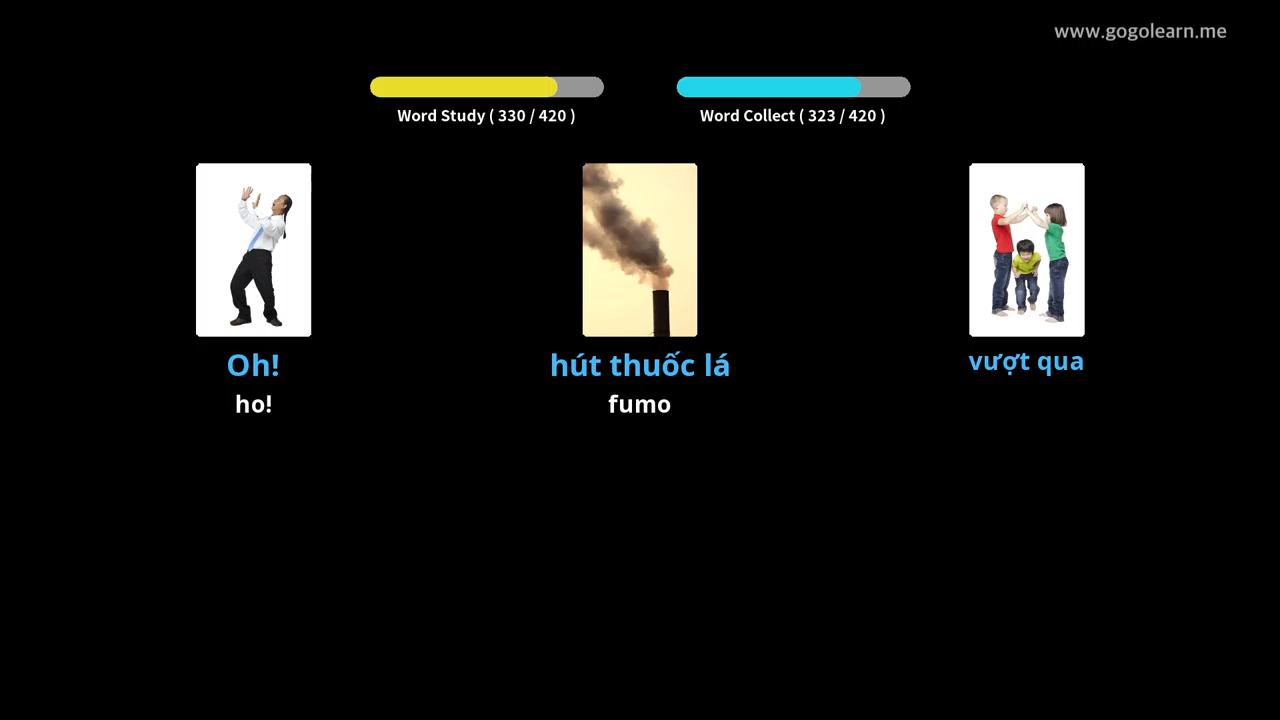 www.gogolearn.me
Word Study ( 330 / 420 )
Word Collect ( 323 / 420 )
Oh!
ho!
hút thuốc lá
fumo
vượt qua